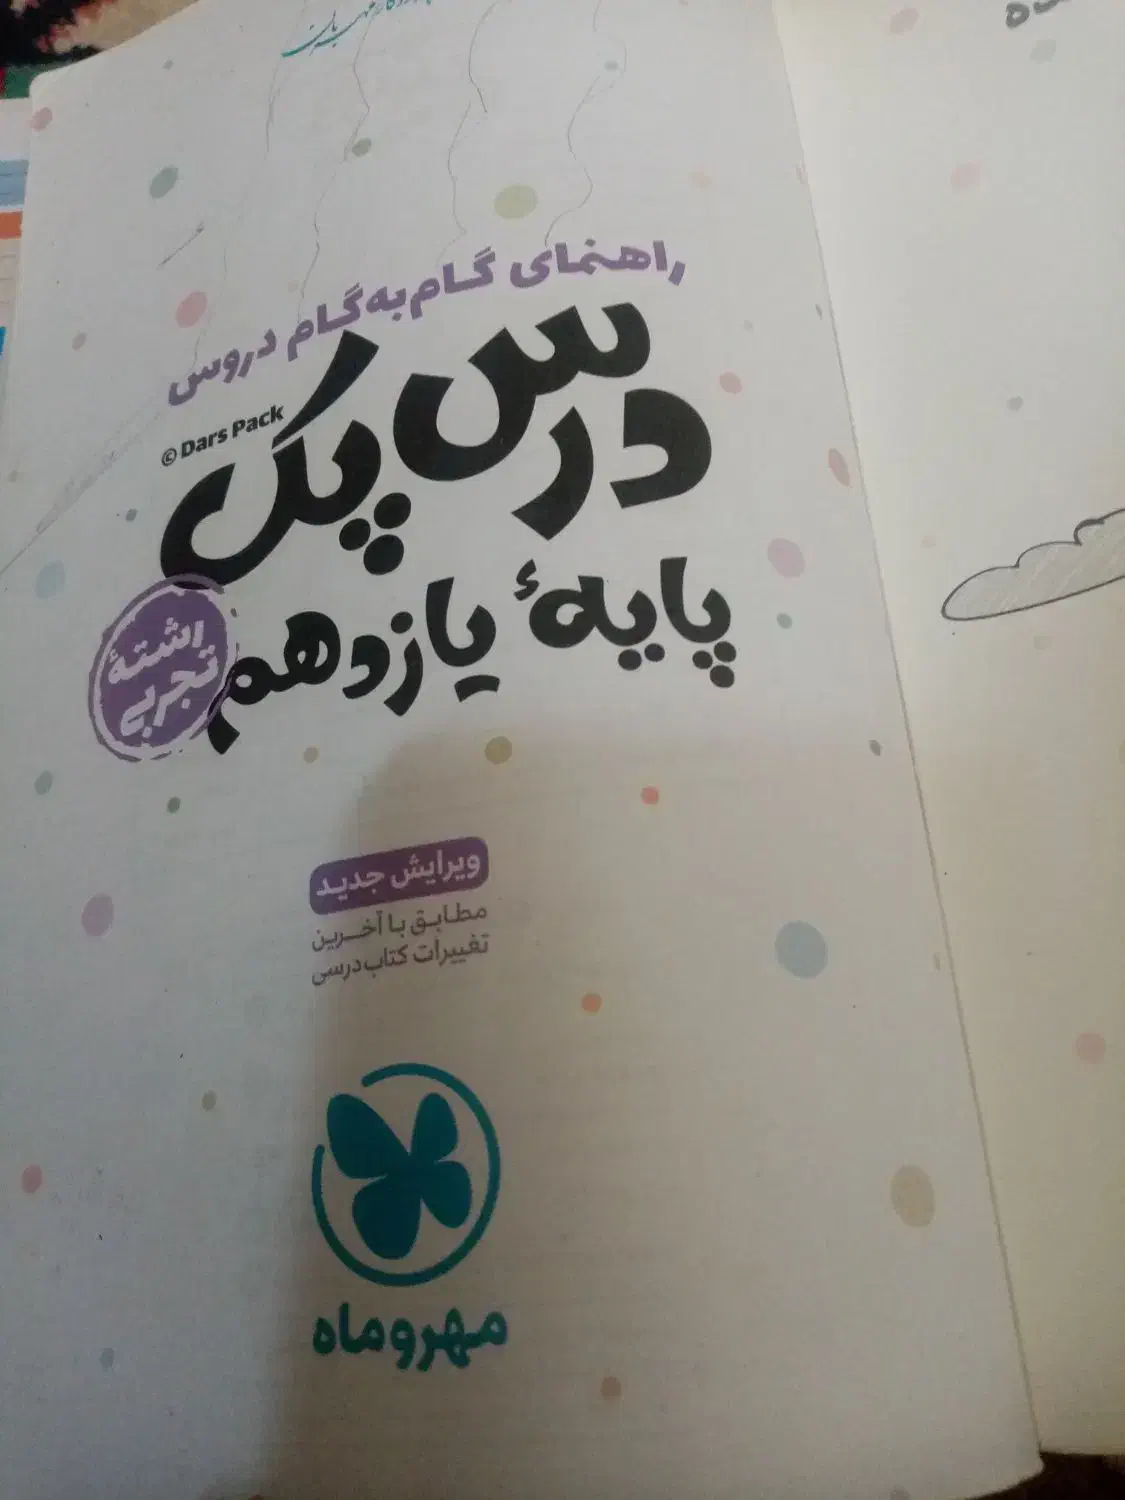 مهربان
راهنمای گام‌به‌گام دروس
درس پک
© Dars Pack
پایهٔ یازدهم
رشتهٔ
تجربی
ویرایش جدید
مطابق با آخرین
تغییرات کتاب درسی
مهروماه